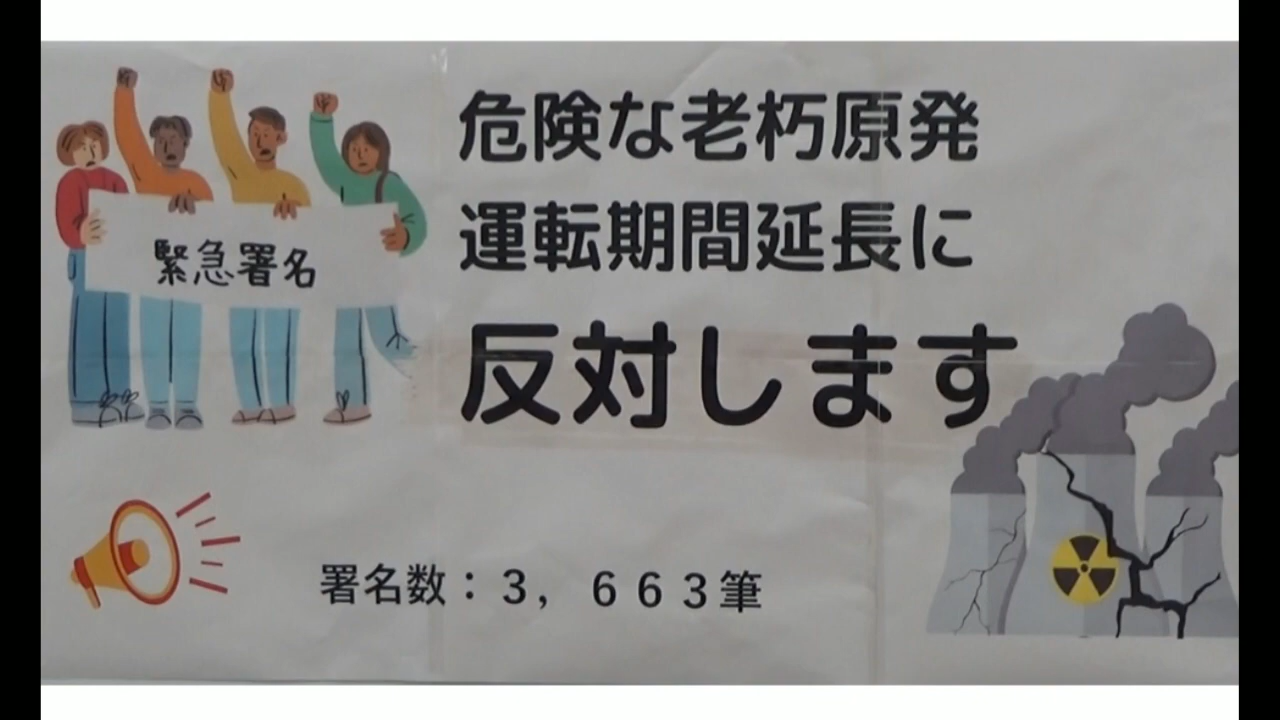 危険な老朽原発
運転期間延長に
反対します
緊急署名
署名数：３，６６３筆